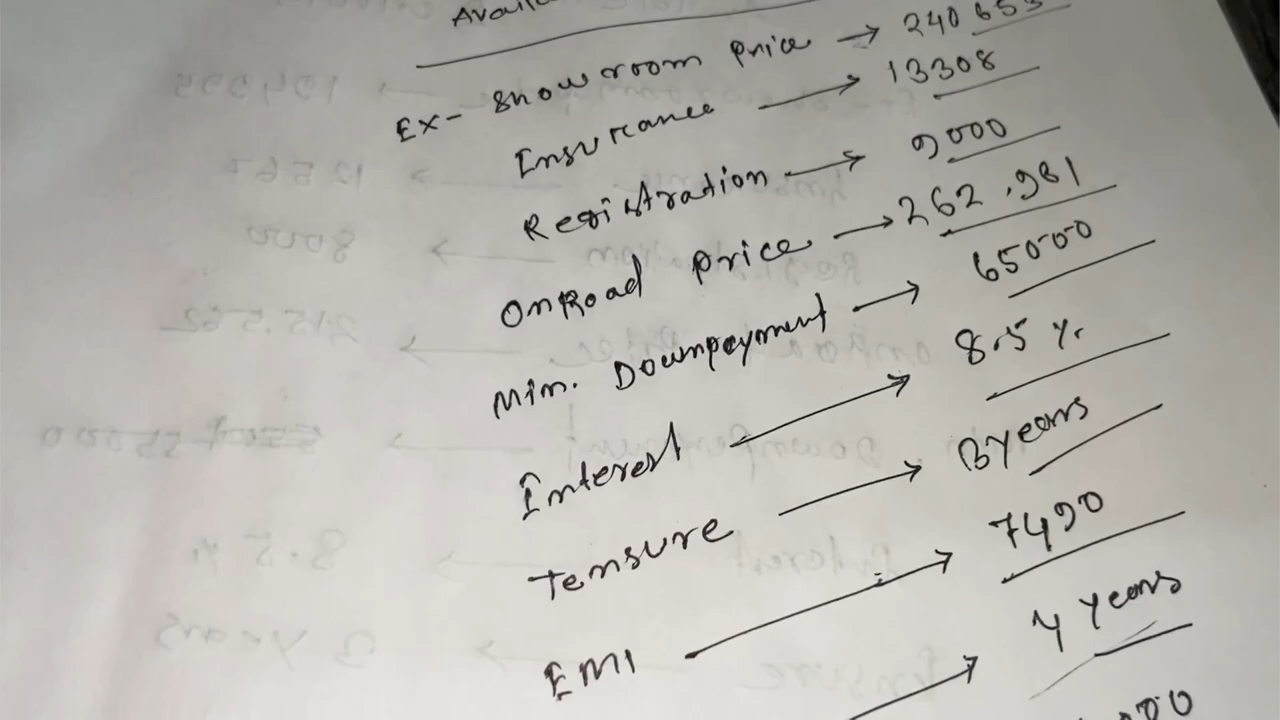 Ex- Showroom Price → 240653
Insurance → 13308
Registration → 9000
OnRoad Price → 262.981
Min. Downpayment → 65000
Interest → 8.5 %.
Tensure → 3 years
EMI → 7490
→ 4 years